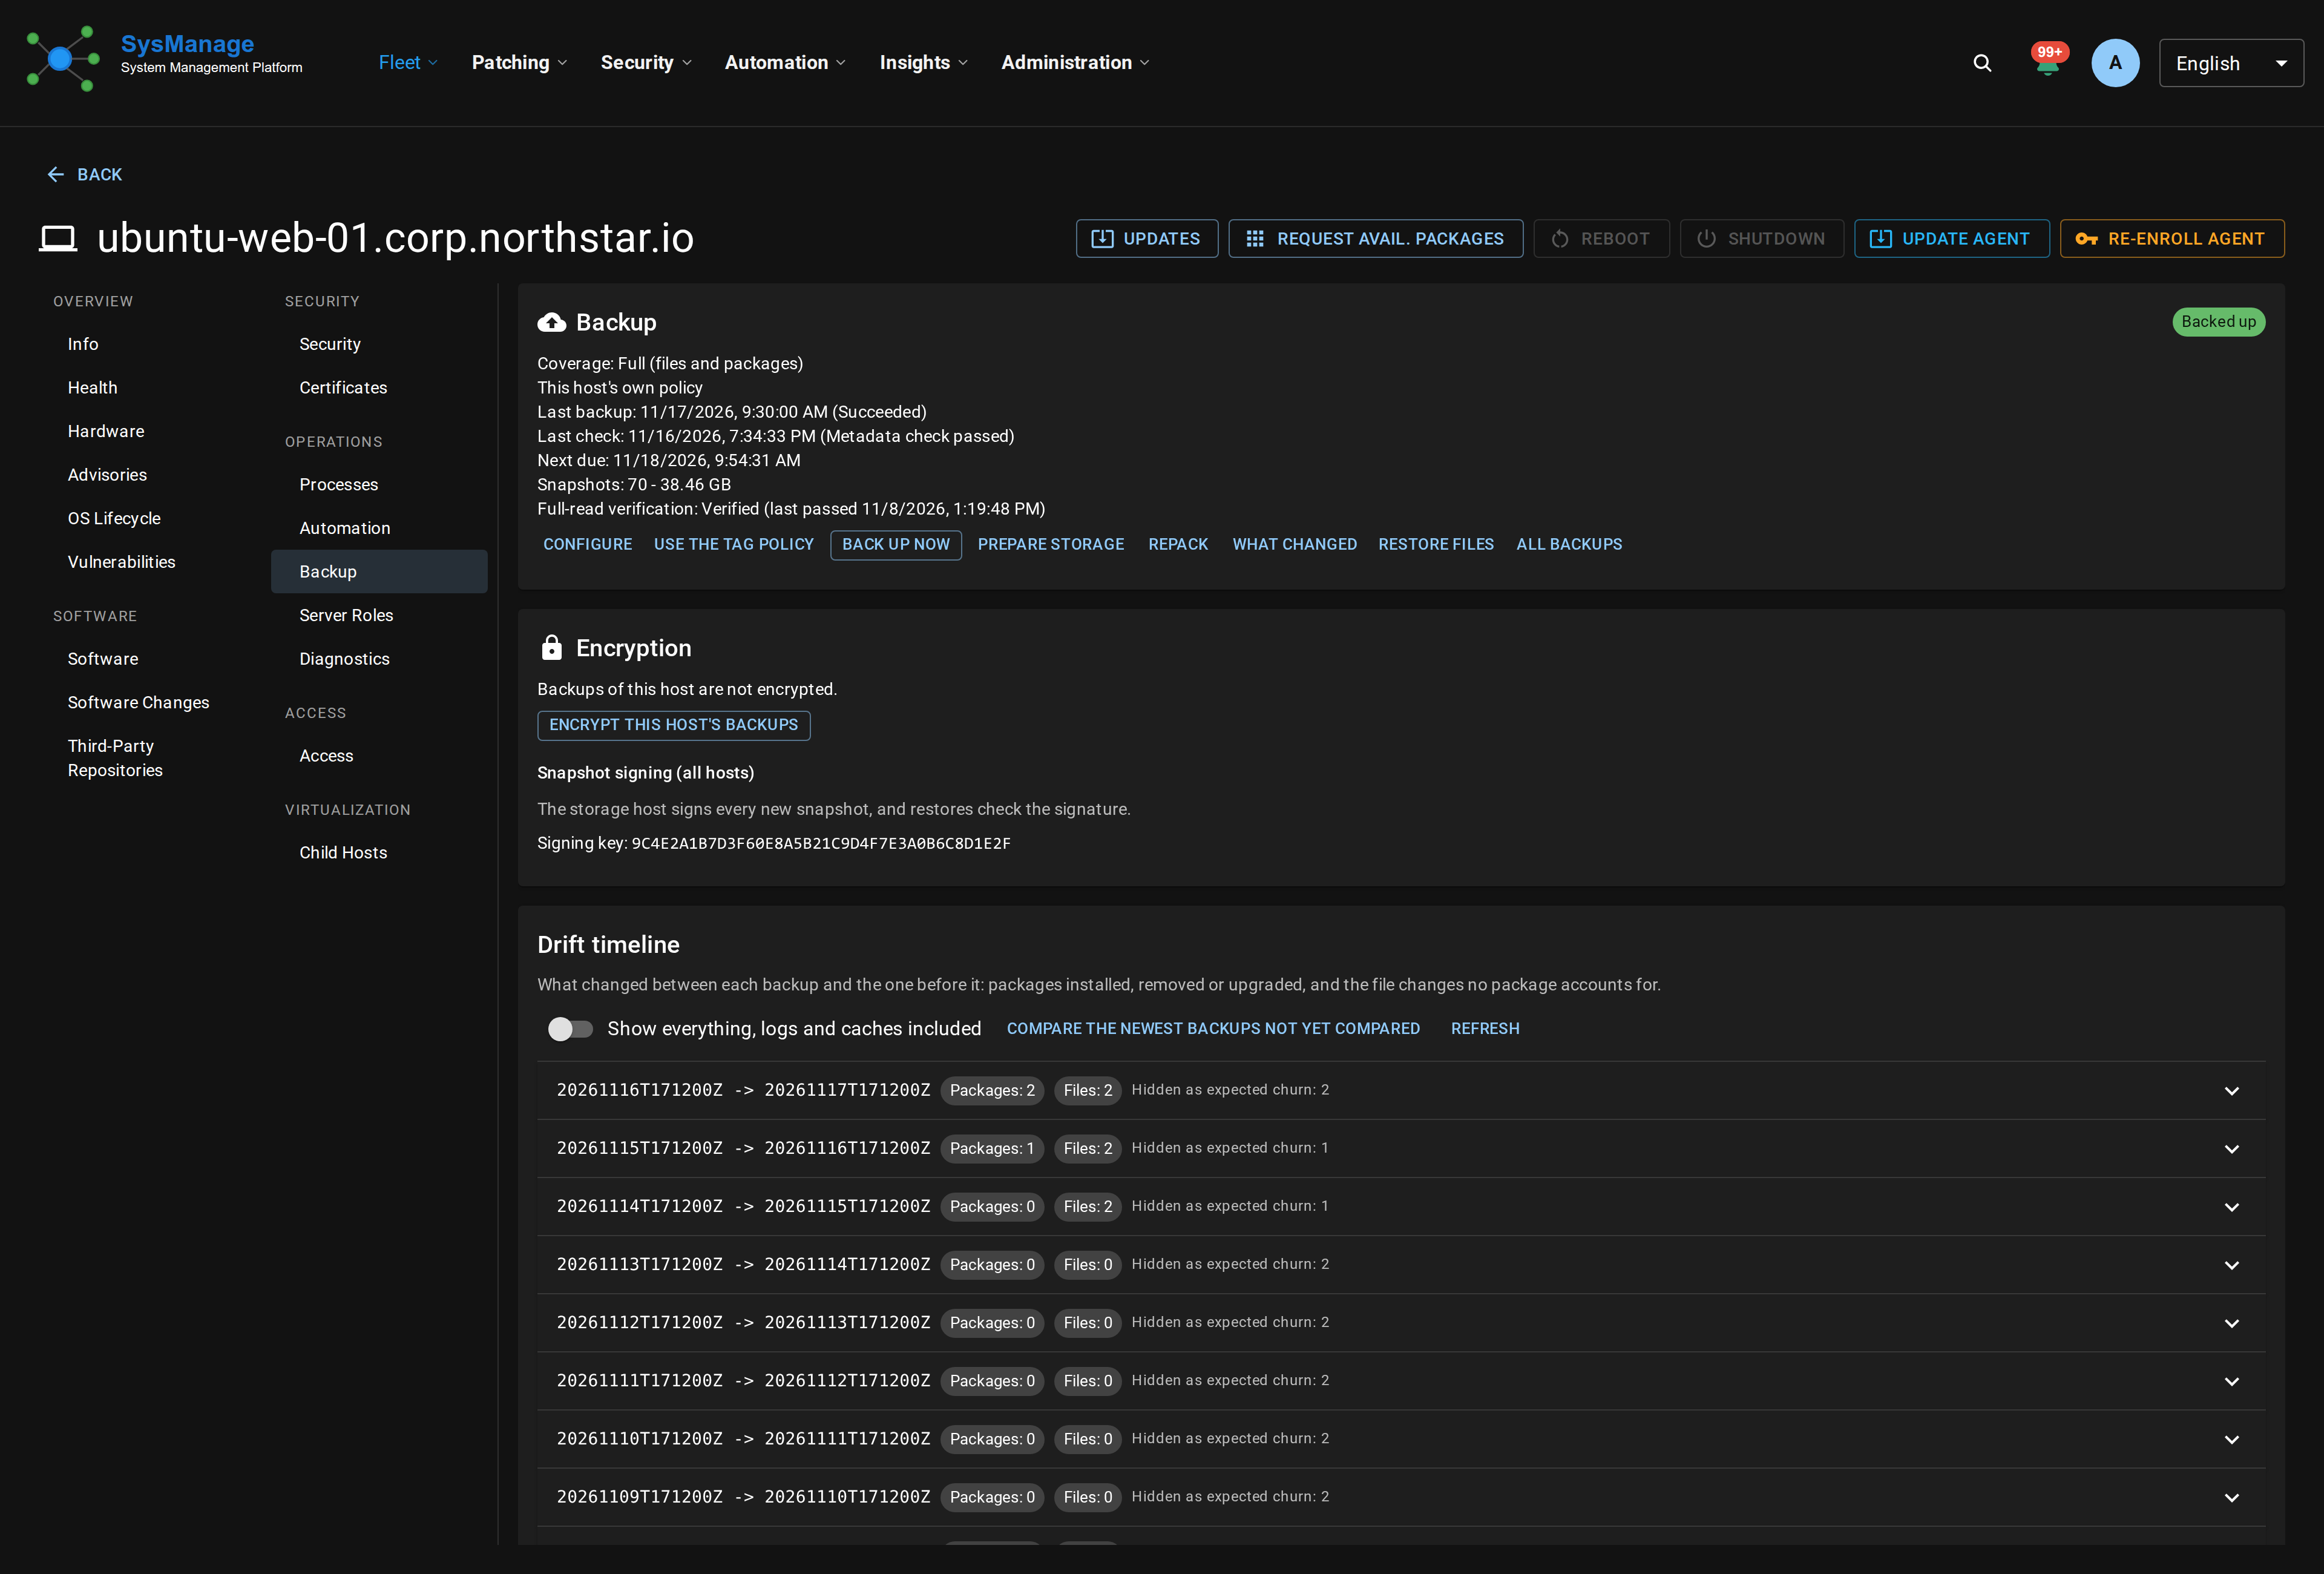 SysManage
System Management Platform
Fleet
Patching
Security
Automation
Insights
Administration
99+
A
English
BACK
ubuntu-web-01.corp.northstar.io
UPDATES
REQUEST AVAIL. PACKAGES
REBOOT
SHUTDOWN
UPDATE AGENT
RE-ENROLL AGENT
OVERVIEW
Info
Health
Hardware
Advisories
OS Lifecycle
Vulnerabilities
SOFTWARE
Software
Software Changes
Third-Party
Repositories
SECURITY
Security
Certificates
OPERATIONS
Processes
Automation
Backup
Server Roles
Diagnostics
ACCESS
Access
VIRTUALIZATION
Child Hosts
Backup
Backed up
Coverage: Full (files and packages)
This host's own policy
Last backup: 11/17/2026, 9:30:00 AM (Succeeded)
Last check: 11/16/2026, 7:34:33 PM (Metadata check passed)
Next due: 11/18/2026, 9:54:31 AM
Snapshots: 70 - 38.46 GB
Full-read verification: Verified (last passed 11/8/2026, 1:19:48 PM)
CONFIGURE USE THE TAG POLICY BACK UP NOW PREPARE STORAGE REPACK WHAT CHANGED RESTORE FILES ALL BACKUPS
Encryption
Backups of this host are not encrypted.
ENCRYPT THIS HOST'S BACKUPS
Snapshot signing (all hosts)
The storage host signs every new snapshot, and restores check the signature.
Signing key: 9C4E2A1B7D3F60E8A5B21C9D4F7E3A0B6C8D1E2F
Drift timeline
What changed between each backup and the one before it: packages installed, removed or upgraded, and the file changes no package accounts for.
Show everything, logs and caches included COMPARE THE NEWEST BACKUPS NOT YET COMPARED REFRESH
20261116T171200Z -> 20261117T171200Z Packages: 2 Files: 2 Hidden as expected churn: 2
20261115T171200Z -> 20261116T171200Z Packages: 1 Files: 2 Hidden as expected churn: 1
20261114T171200Z -> 20261115T171200Z Packages: 0 Files: 2 Hidden as expected churn: 1
20261113T171200Z -> 20261114T171200Z Packages: 0 Files: 0 Hidden as expected churn: 2
20261112T171200Z -> 20261113T171200Z Packages: 0 Files: 0 Hidden as expected churn: 2
20261111T171200Z -> 20261112T171200Z Packages: 0 Files: 0 Hidden as expected churn: 2
20261110T171200Z -> 20261111T171200Z Packages: 0 Files: 0 Hidden as expected churn: 2
20261109T171200Z -> 20261110T171200Z Packages: 0 Files: 0 Hidden as expected churn: 2